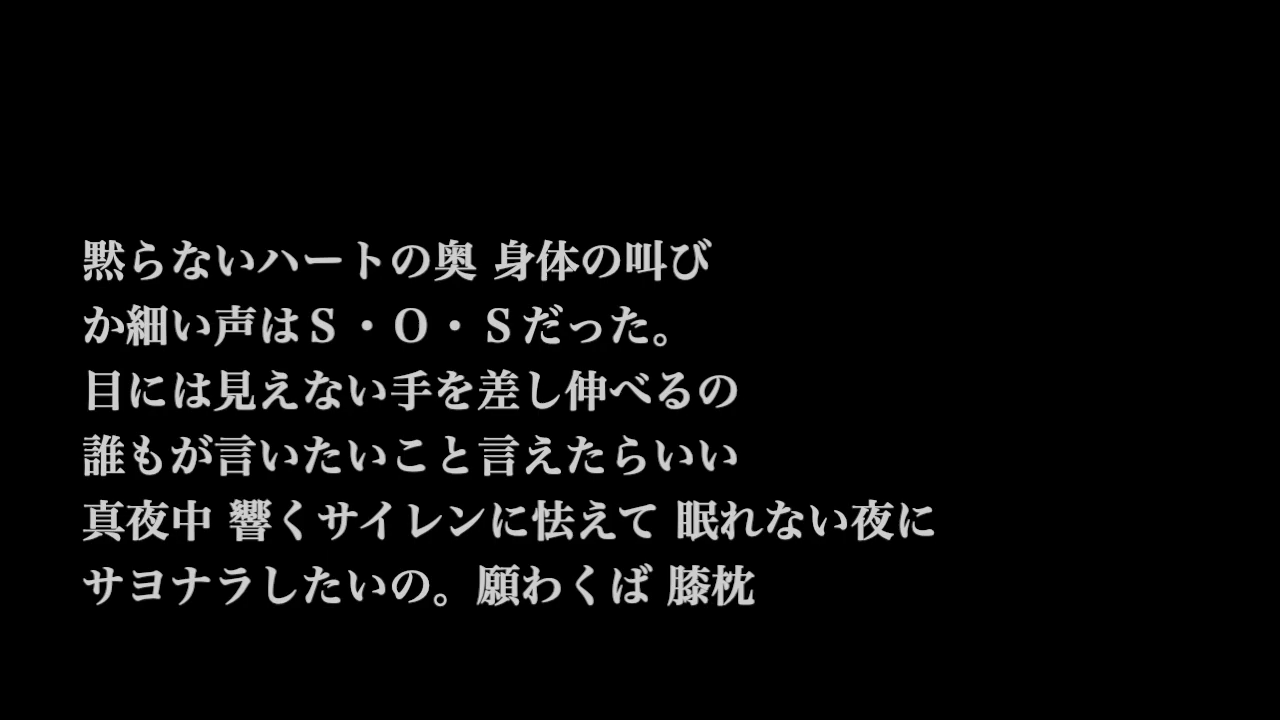 黙らないハートの奥 身体の叫び
か細い声はＳ・Ｏ・Ｓだった。
目には見えない手を差し伸べるの
誰もが言いたいこと言えたらいい
真夜中 響くサイレンに怯えて 眠れない夜に
サヨナラしたいの。願わくば 膝枕